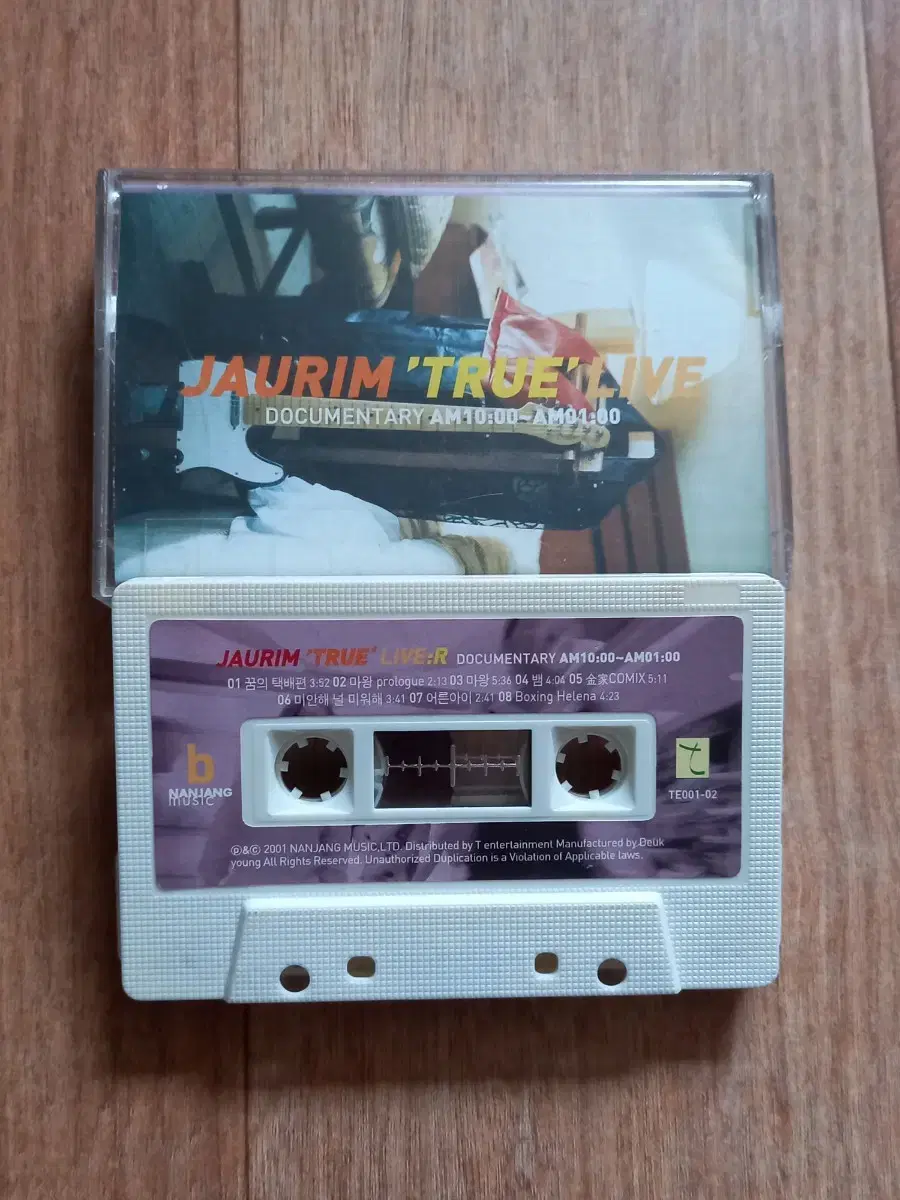 JAURIM 'TRUE' LIVE
DOCUMENTARY AM10:00~AM01:00
JAURIM 'TRUE' LIVE:R DOCUMENTARY AM10:00~AM01:00
01 꿈의 택배편 3:52 02 마왕 prologue 2:13 03 마왕 5:36 04 뱀 4:04 05 金家COMIX 5:11
06 미안해 널 미워해 3:41 07 어른아이 2:41 08 Boxing Helena 4:23
b
NANJANG
music
t
TE001-02
℗&© 2001 NANJANG MUSIC,LTD. Distributed by T entertainment Manufactured by Deuk
young All Rights Reserved. Unauthorized Duplication is a Violation of Applicable laws.